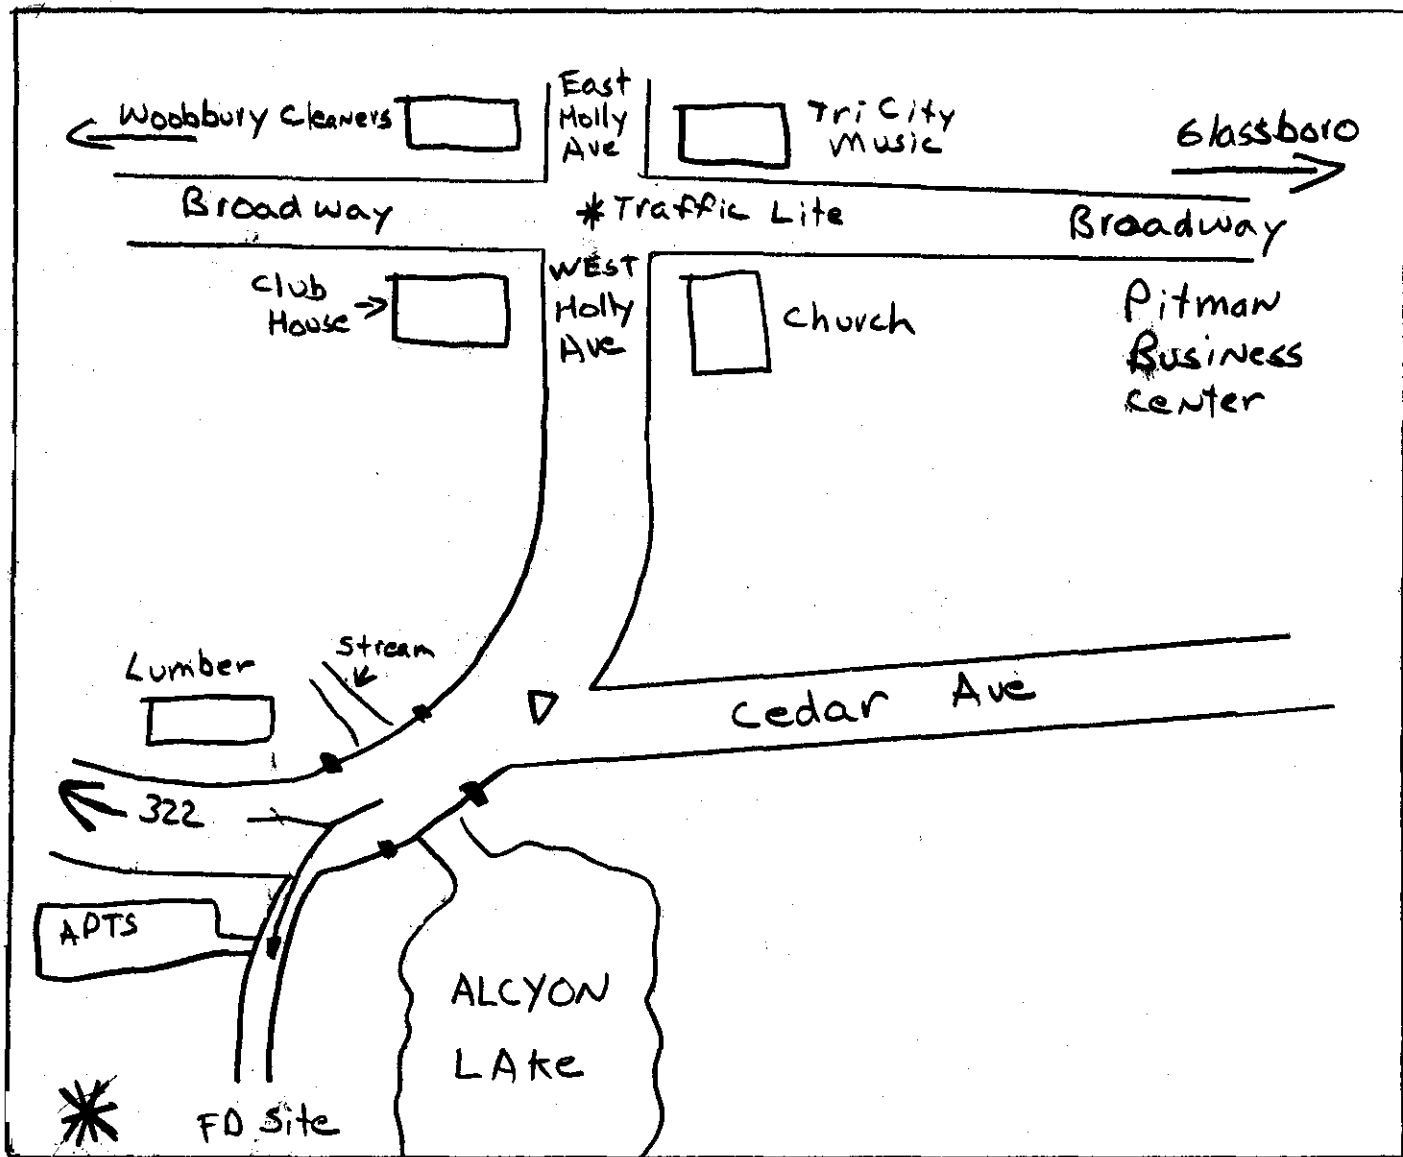 East
Holly
Ave
Woodbury Cleaners
Tri City
Music
Glassboro
Broadway
Traffic Lite
Broadway
Club
House
WEST
Holly
Ave
Church
Pitman
Business
Center
Stream
Lumber
Cedar Ave
322
APTS
ALCYON
LAke
FD Site